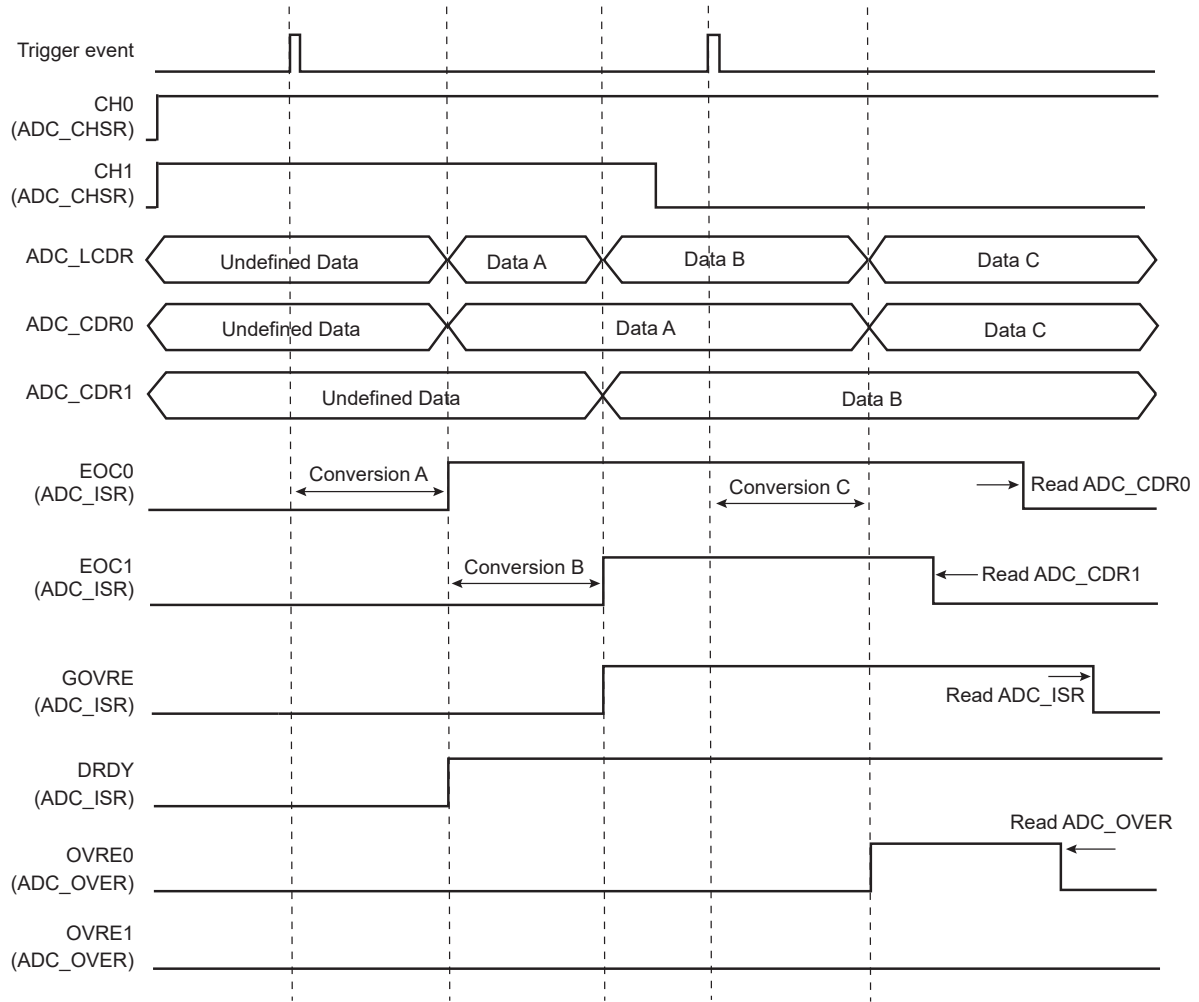 Trigger event
CH0
(ADC_CHSR)
CH1
(ADC_CHSR)
ADC_LCDR
Undefined Data
Data A
Data B
Data C
ADC_CDR0
Undefined Data
Data A
Data C
ADC_CDR1
Undefined Data
Data B
EOC0
(ADC_ISR)
Conversion A
Conversion C
Read ADC_CDR0
EOC1
(ADC_ISR)
Conversion B
Read ADC_CDR1
GOVRE
(ADC_ISR)
Read ADC_ISR
DRDY
(ADC_ISR)
Read ADC_OVER
OVRE0
(ADC_OVER)
OVRE1
(ADC_OVER)